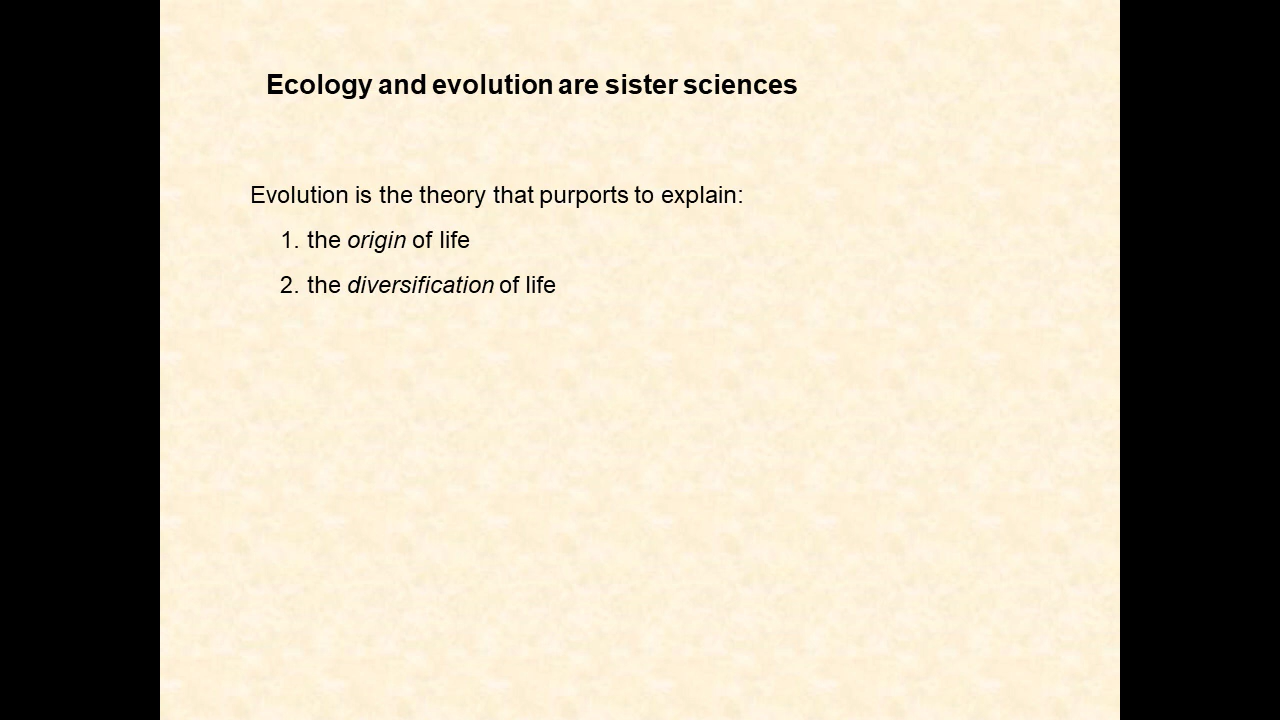 Ecology and evolution are sister sciences
Evolution is the theory that purports to explain:
1. the origin of life
2. the diversification of life